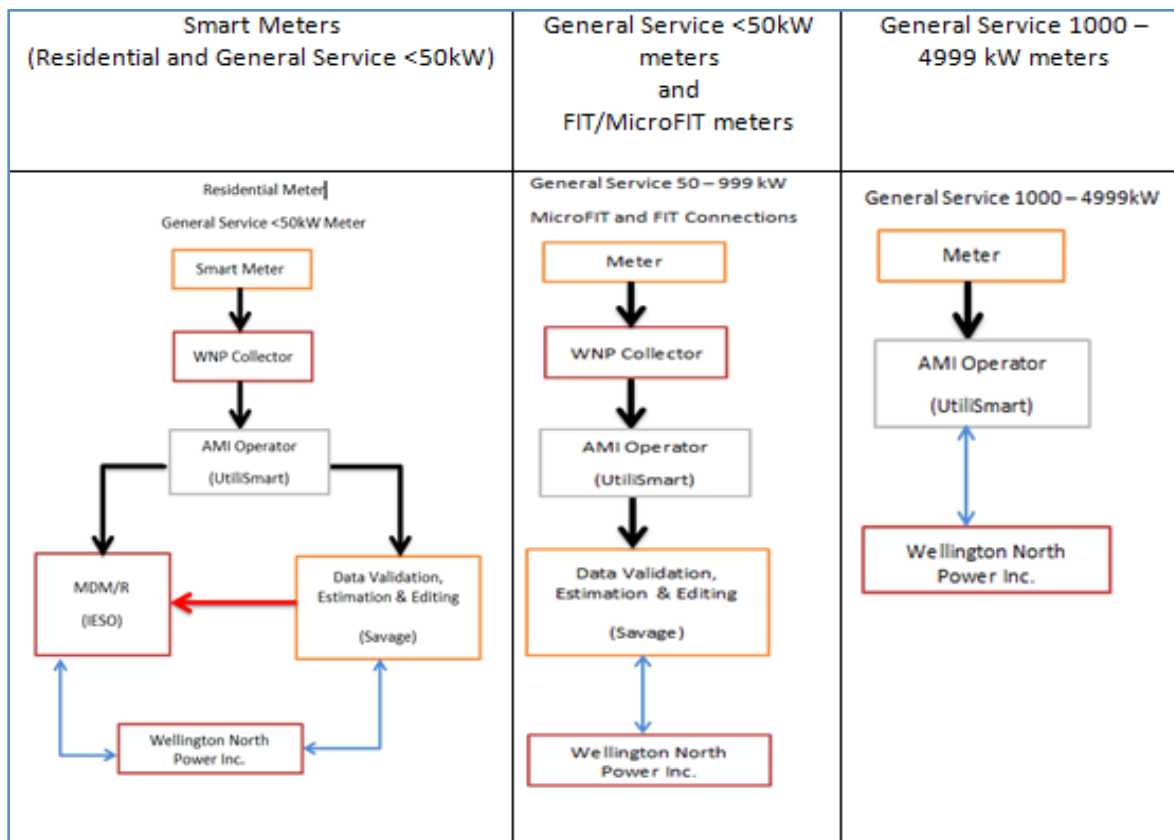 Smart Meters
(Residential and General Service <50kW)
General Service <50kW
meters
and
FIT/MicroFIT meters
General Service 1000 –
4999 kW meters
Residential Meter
General Service <50kW Meter
Smart Meter
WNP Collector
AMI Operator
(UtiliSmart)
MDM/R
(IESO)
Data Validation,
Estimation & Editing
(Savage)
Wellington North
Power Inc.
General Service 50 – 999 kW
MicroFIT and FIT Connections
Meter
WNP Collector
AMI Operator
(UtiliSmart)
Data Validation,
Estimation & Editing
(Savage)
Wellington North
Power Inc.
General Service 1000 – 4999kW
Meter
AMI Operator
(UtiliSmart)
Wellington North
Power Inc.